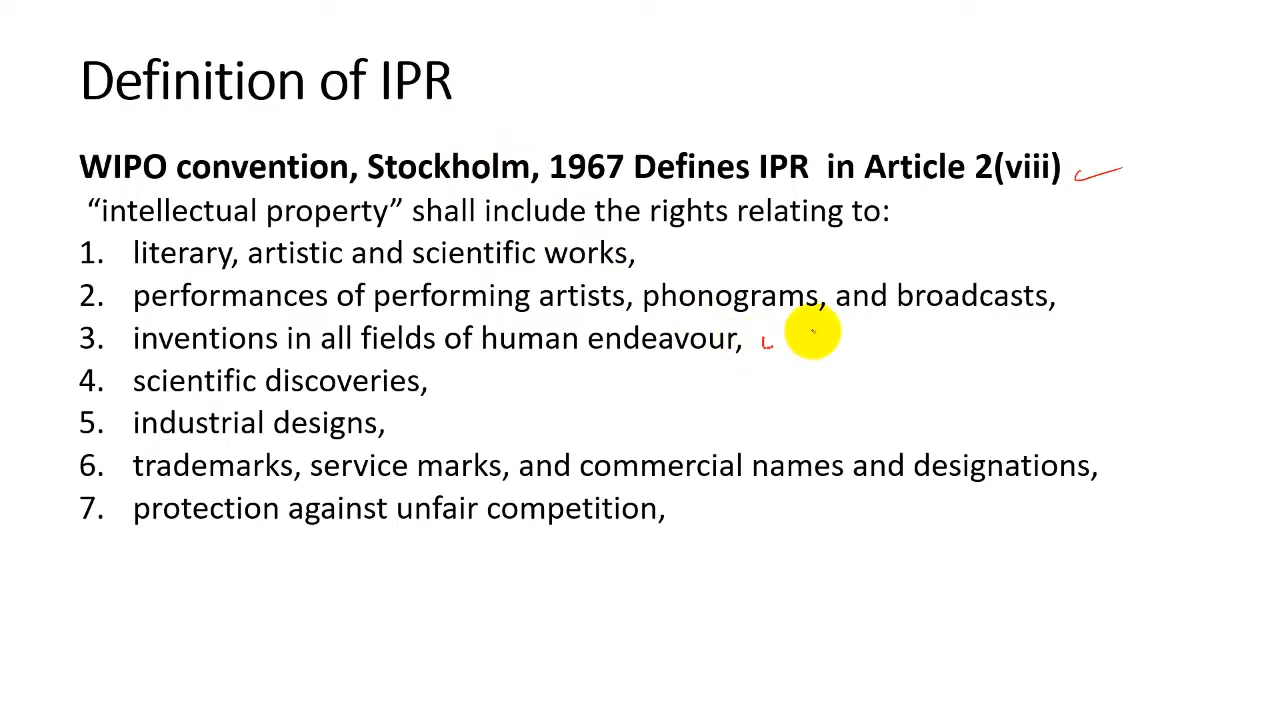 Definition of IPR
WIPO convention, Stockholm, 1967 Defines IPR  in Article 2(viii)
“intellectual property” shall include the rights relating to:
1. literary, artistic and scientific works,
2. performances of performing artists, phonograms, and broadcasts,
3. inventions in all fields of human endeavour,
4. scientific discoveries,
5. industrial designs,
6. trademarks, service marks, and commercial names and designations,
7. protection against unfair competition,